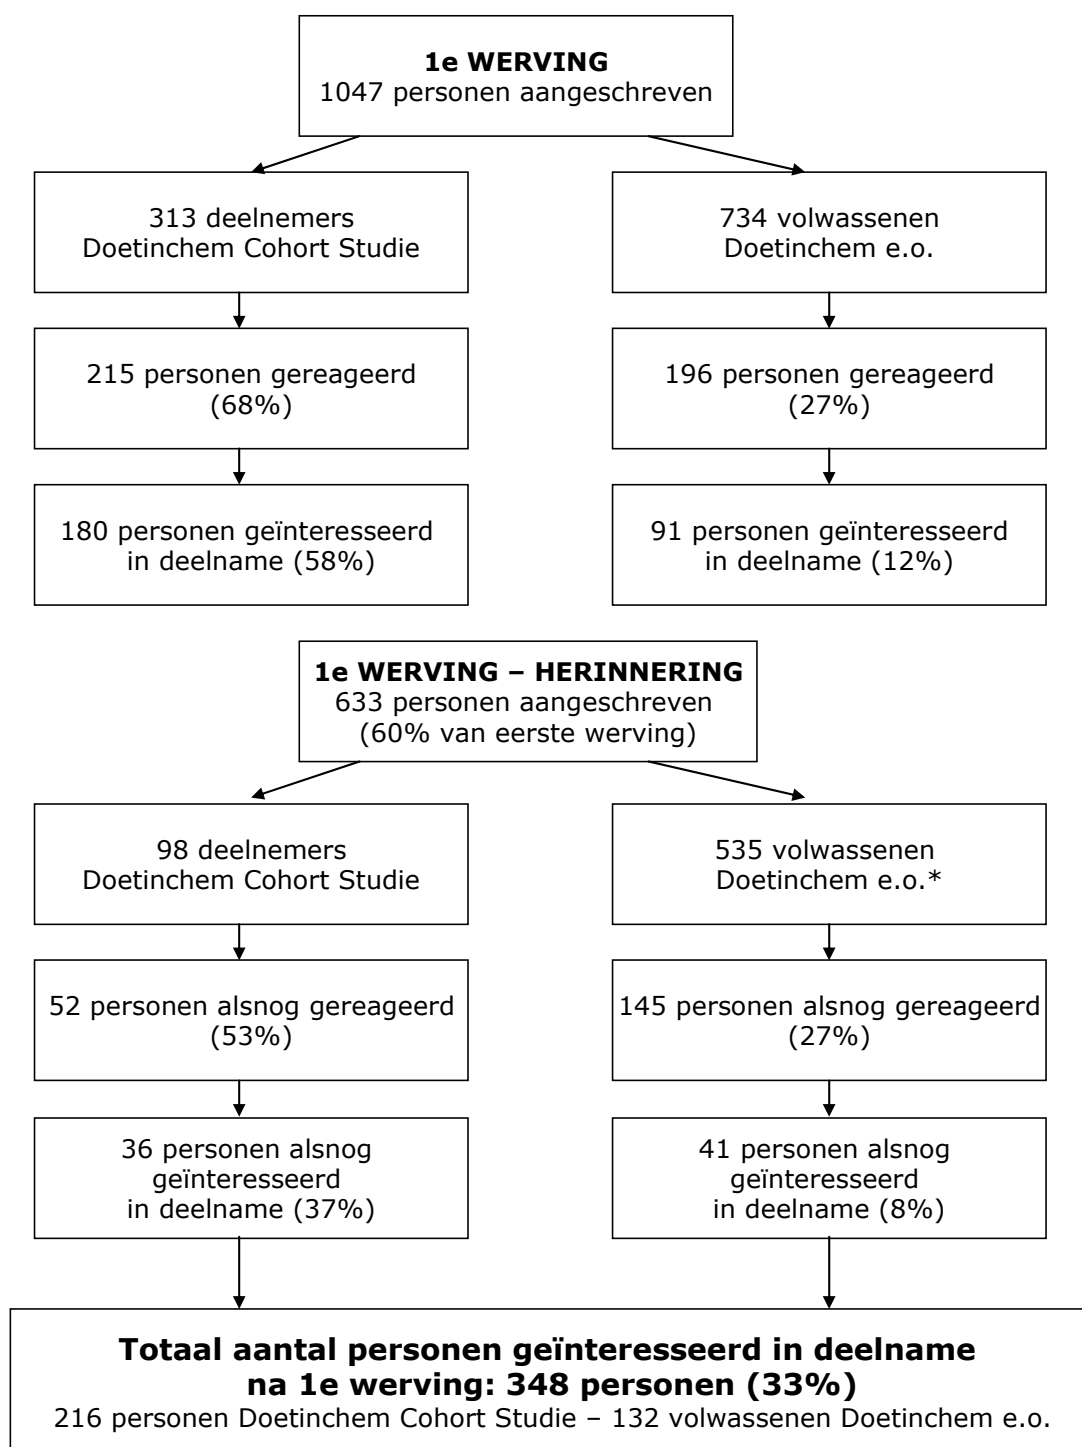 1e WERVING
1047 personen aangeschreven
313 deelnemers
Doetinchem Cohort Studie
734 volwassenen
Doetinchem e.o.
215 personen gereageerd
(68%)
196 personen gereageerd
(27%)
180 personen geïnteresseerd
in deelname (58%)
91 personen geïnteresseerd
in deelname (12%)
1e WERVING – HERINNERING
633 personen aangeschreven
(60% van eerste werving)
98 deelnemers
Doetinchem Cohort Studie
535 volwassenen
Doetinchem e.o.*
52 personen alsnog gereageerd
(53%)
145 personen alsnog gereageerd
(27%)
36 personen alsnog
geïnteresseerd
in deelname (37%)
41 personen alsnog
geïnteresseerd
in deelname (8%)
Totaal aantal personen geïnteresseerd in deelname
na 1e werving: 348 personen (33%)
216 personen Doetinchem Cohort Studie – 132 volwassenen Doetinchem e.o.